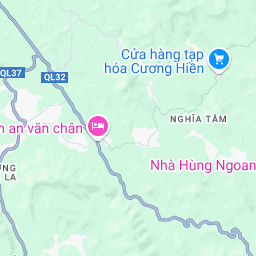 Cửa hàng tạp
hóa Cương Hiền
QL37
QL32
NGHĨA TÂM
an văn chấn
Nhà Hùng Ngoan
LA